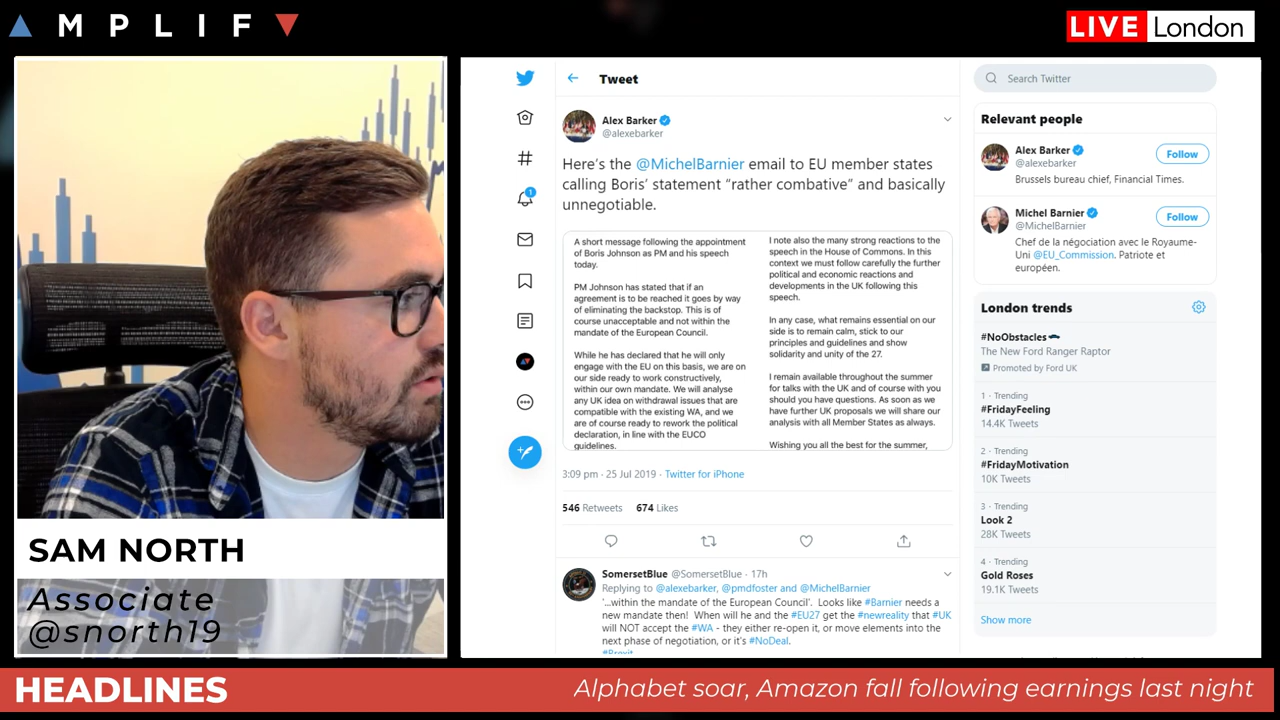 AMPLIFY
LIVE London
SAM NORTH
Associate
@snorth19
Tweet
Alex Barker
@alexebarker
Here's the @MichelBarnier email to EU member states
calling Boris' statement “rather combative” and basically
unnegotiable.
A short message following the appointment
of Boris Johnson as PM and his speech
today.
PM Johnson has stated that if an
agreement is to be reached it goes by way
of eliminating the backstop. This is of
course unacceptable and not within the
mandate of the European Council.
While he has declared that he will only
engage with the EU on this basis, we are on
our side ready to work constructively,
within our own mandate. We will analyse
any UK idea on withdrawal issues that are
compatible with the existing WA, and we
are of course ready to rework the political
declaration, in line with the EUCO
guidelines.
I note also the many strong reactions to the
speech in the House of Commons. In this
context we must follow carefully the further
political and economic reactions and
developments in the UK following this
speech.
In any case, what remains essential on our
side is to remain calm, stick to our
principles and guidelines and show
solidarity and unity of the 27.
I remain available throughout the summer
for talks with the UK and of course with you
should you have questions. As soon as we
have further UK proposals we will share our
analysis with all Member States as always.
Wishing you all the best for the summer,
3:09 pm · 25 Jul 2019 · Twitter for iPhone
546 Retweets 674 Likes
SomersetBlue @SomersetBlue · 17h
Replying to @alexebarker, @pmdfoster and @MichelBarnier
'...within the mandate of the European Council'. Looks like #Barnier needs a
new mandate then! When will he and the #EU27 get the #newreality that #UK
will NOT accept the #WA - they either re-open it, or move elements into the
next phase of negotiation, or it's #NoDeal.
#Brexit
Search Twitter
Relevant people
Alex Barker
@alexebarker
Follow
Brussels bureau chief, Financial Times.
Michel Barnier
@MichelBarnier
Follow
Chef de la négociation avec le Royaume-
Uni @EU_Commission. Patriote et
européen.
London trends
#NoObstacles
The New Ford Ranger Raptor
Promoted by Ford UK
1 · Trending
#FridayFeeling
14.4K Tweets
2 · Trending
#FridayMotivation
10K Tweets
3 · Trending
Look 2
28K Tweets
4 · Trending
Gold Roses
19.1K Tweets
Show more
HEADLINES
Alphabet soar, Amazon fall following earnings last night